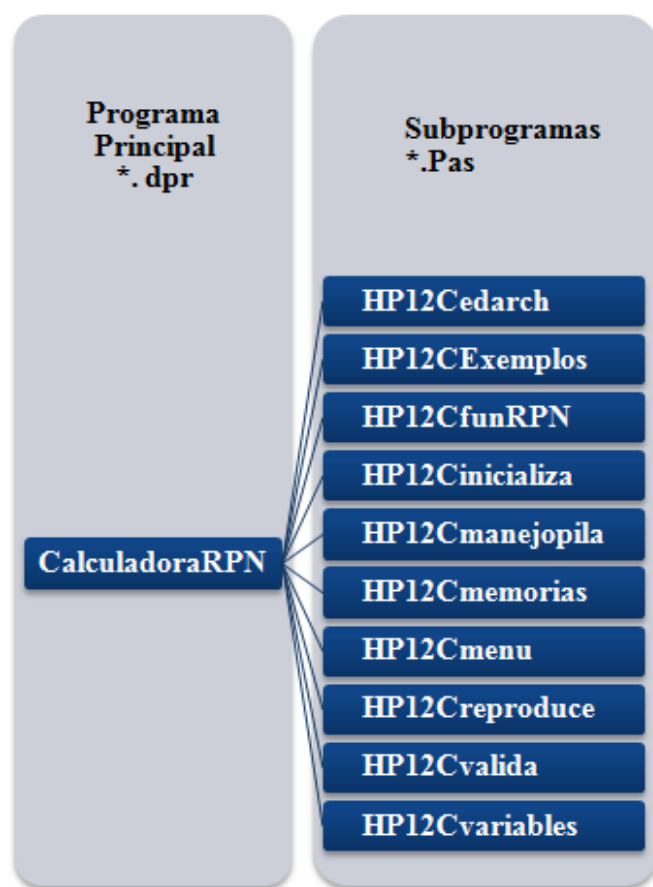 Programa
Principal
*. dpr
Subprogramas
*.Pas
CalculadoraRPN
HP12Cedarch
HP12CExemplos
HP12CfunRPN
HP12Cinicializa
HP12Cmanejopila
HP12Cmemorias
HP12Cmenu
HP12Creproduce
HP12Cvalida
HP12Cvariables